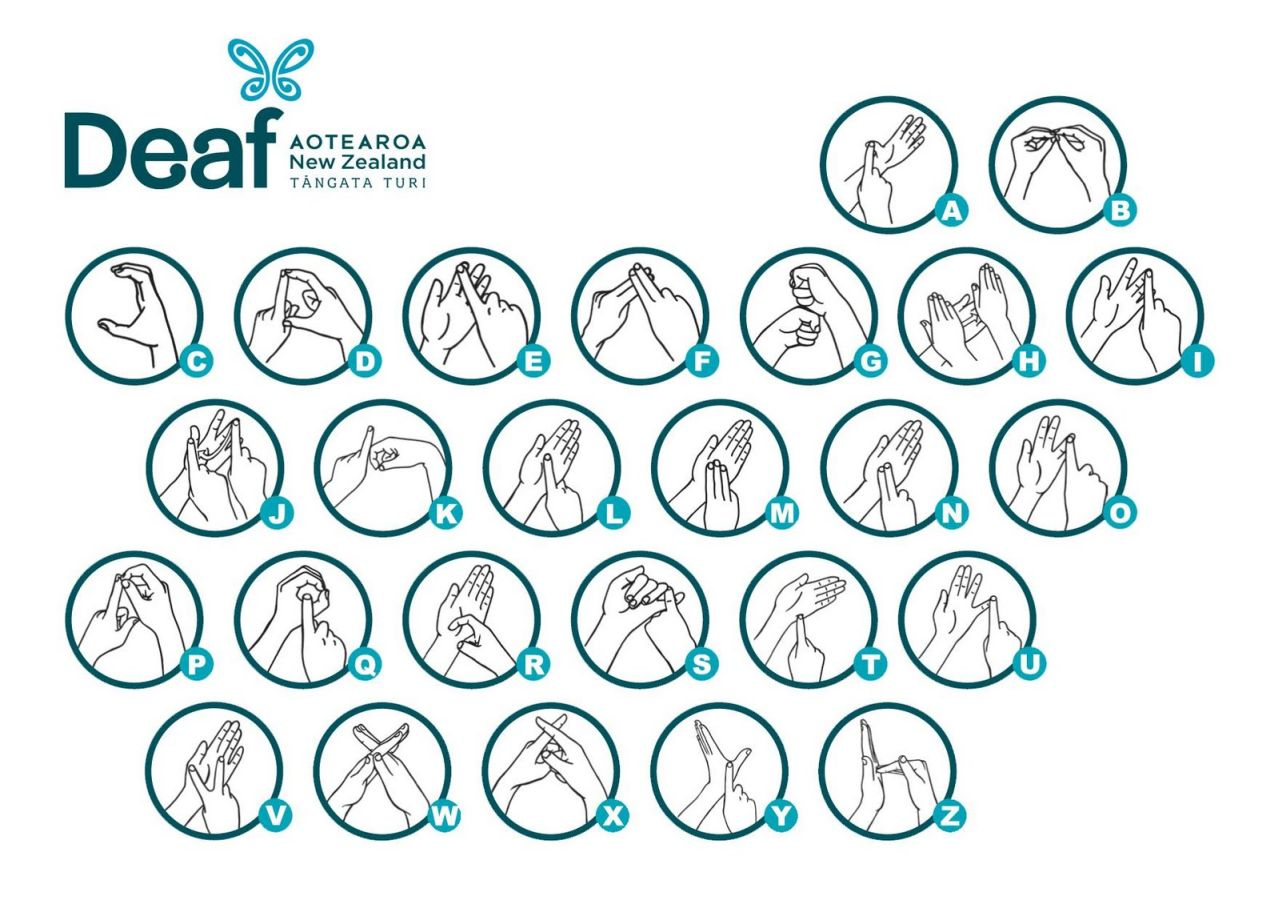 Deaf
AOTEAROA
New Zealand
TĀNGATA TURI
A B
C D E F G H I
J K L M N O
P Q R S T U
V W X Y Z